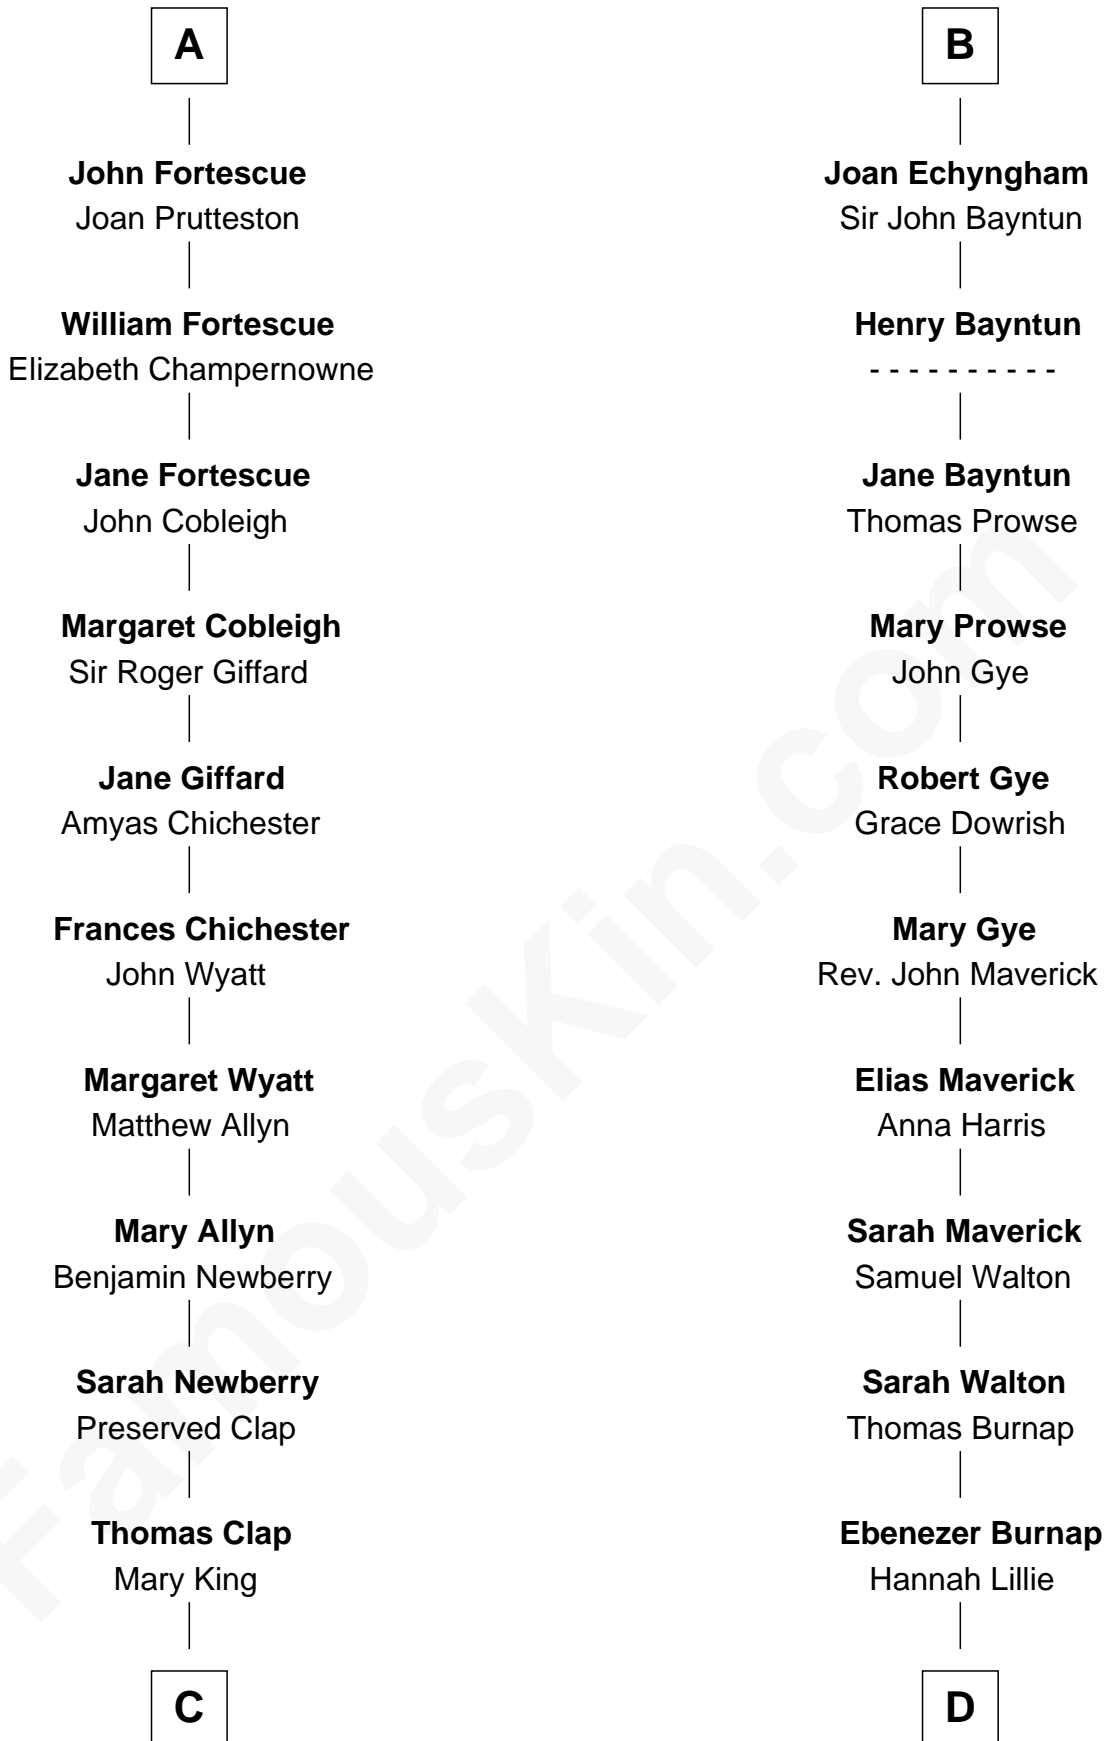 A
John Fortescue
Joan Prutteston
William Fortescue
Elizabeth Champernowne
Jane Fortescue
John Cobleigh
Margaret Cobleigh
Sir Roger Giffard
Jane Giffard
Amyas Chichester
Frances Chichester
John Wyatt
Margaret Wyatt
Matthew Allyn
Mary Allyn
Benjamin Newberry
Sarah Newberry
Preserved Clap
Thomas Clap
Mary King
C
B
Joan Echyngham
Sir John Bayntun
Henry Bayntun
- - - - - - - - - -
Jane Bayntun
Thomas Prowse
Mary Prowse
John Gye
Robert Gye
Grace Dowrish
Mary Gye
Rev. John Maverick
Elias Maverick
Anna Harris
Sarah Maverick
Samuel Walton
Sarah Walton
Thomas Burnap
Ebenezer Burnap
Hannah Lillie
D
FamousKin.com